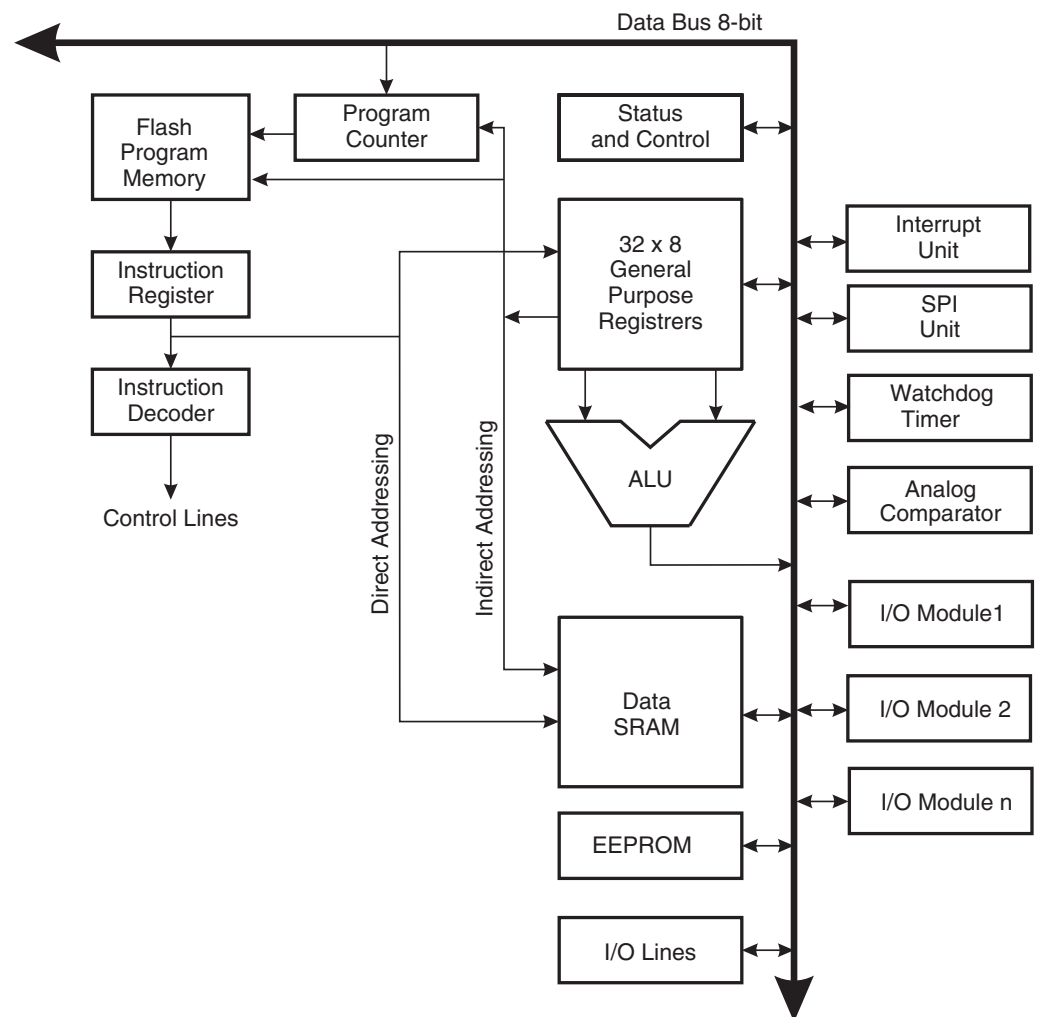 Data Bus 8-bit
Flash
Program
Memory
Program
Counter
Status
and Control
Interrupt
Unit
32 x 8
General
Purpose
Registrers
Instruction
Register
SPI
Unit
Instruction
Decoder
Watchdog
Timer
Direct Addressing
Indirect Addressing
ALU
Analog
Comparator
Control Lines
I/O Module1
Data
SRAM
I/O Module 2
I/O Module n
EEPROM
I/O Lines